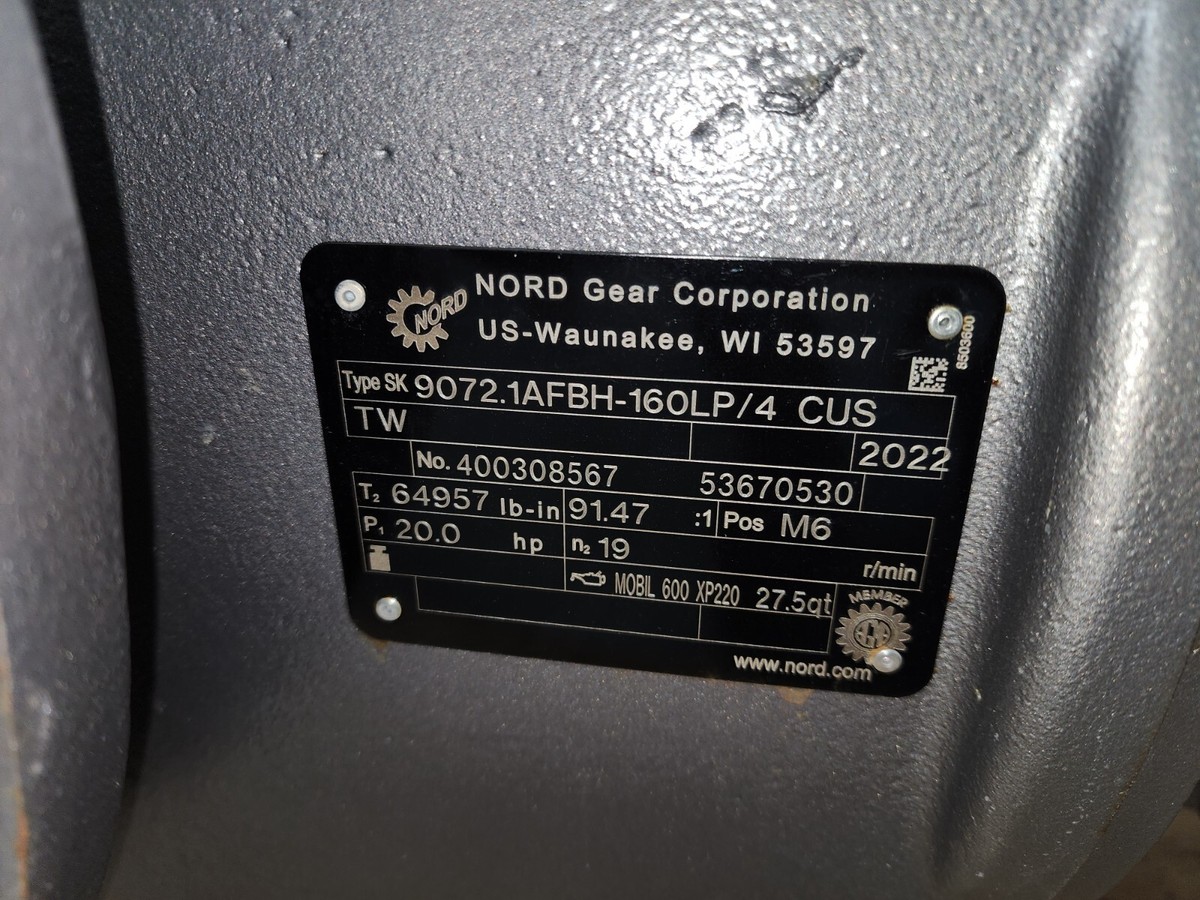 NORD
NORD Gear Corporation
US-Waunakee, WI 53597
8503600
Type SK 9072.1AFBH-160LP/4 CUS
TW
2022
No. 400308567 53670530
T2 64957 lb-in 91.47 :1 Pos M6
P1 20.0 hp n2 19 r/min
MOBIL 600 XP220 27.5qt
MEMBER
www.nord.com